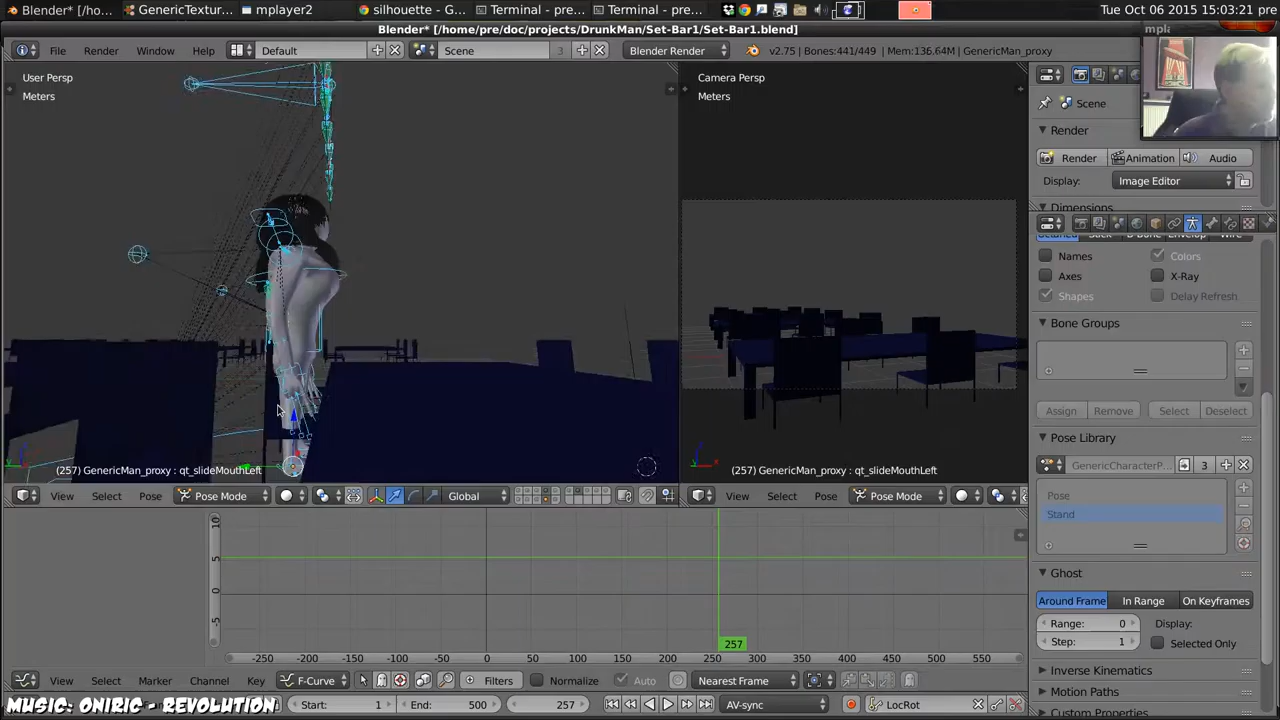 Blender* [/ho...
GenericTextur...
mplayer2
silhouette - G...
Terminal - pre...
Terminal - pre...
Tue Oct 06 2015 15:03:21 pre
Blender* [/home/pre/doc/projects/DrunkMan/Set-Bar1/Set-Bar1.blend]
File Render Window Help Default Scene 3 Blender Render v2.75 | Bones:441/449 | Mem:136.64M | GenericMan_proxy
User Persp
Meters
Camera Persp
Meters
Scene
Render
Render Animation Audio
Display: Image Editor
Dimensions
Names Colors
Axes X-Ray
Shapes Delay Refresh
Bone Groups
Assign Remove Select Deselect
Pose Library
GenericCharacterP... 3
Pose
Stand
Ghost
Around Frame In Range On Keyframes
Range: 0 Display:
Step: 1 Selected Only
Inverse Kinematics
Motion Paths
Custom Properties
(257) GenericMan_proxy : qt_slideMouthLeft
(257) GenericMan_proxy : qt_slideMouthLeft
View Select Pose Pose Mode Global
View Select Pose Pose Mode
10
5
0
-5
257
-250 -200 -150 -100 -50 0 50 100 150 200 250 300 350 400 450 500 550
View Select Marker Channel Key F-Curve Filters Normalize Auto Nearest Frame
MUSIC: ONIRIC - REVOLUTION
Start: 1 End: 500 257 AV-sync LocRot